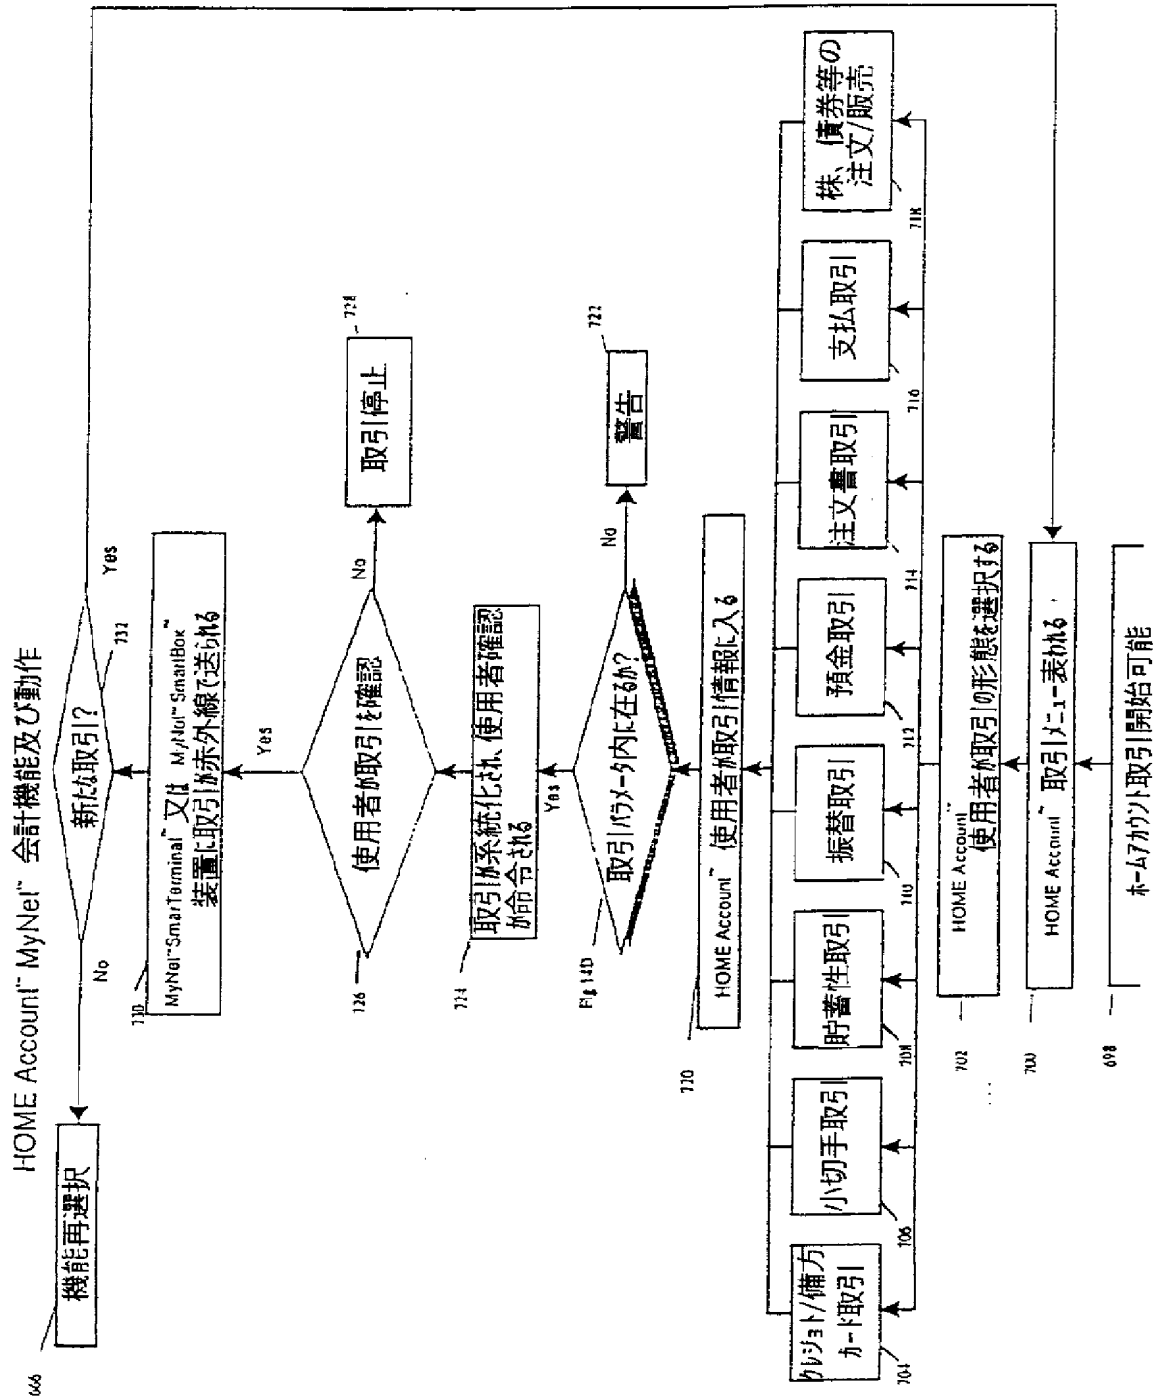 HOME Account™ MyNet™ 会計機能及び動作
666
機能再選択
No
新たな取引?
732
Yes
730
MyNet™SmarTerminal™ 又は MyNet™SmartBox™
装置に取引が赤外線で送られる
Yes
726
使用者が取引を確認
No
取引停止
728
724
取引が系統化され、使用者確認
が命令される
Yes
Fig 14D
取引パラメータ内に在るか?
No
警告
722
720
HOME Account™ 使用者が取引情報に入る
クレジョト/備方
カード取引
704
小切手取引
706
貯蓄性取引
708
振替取引
710
預金取引
712
注文書取引
714
支払取引
716
株、債券等の
注文/販売
718
702
HOME Account™
使用者が取引の形態を選択する
700
HOME Account™ 取引メニュー表われる
698
ホームアカウント取引開始可能